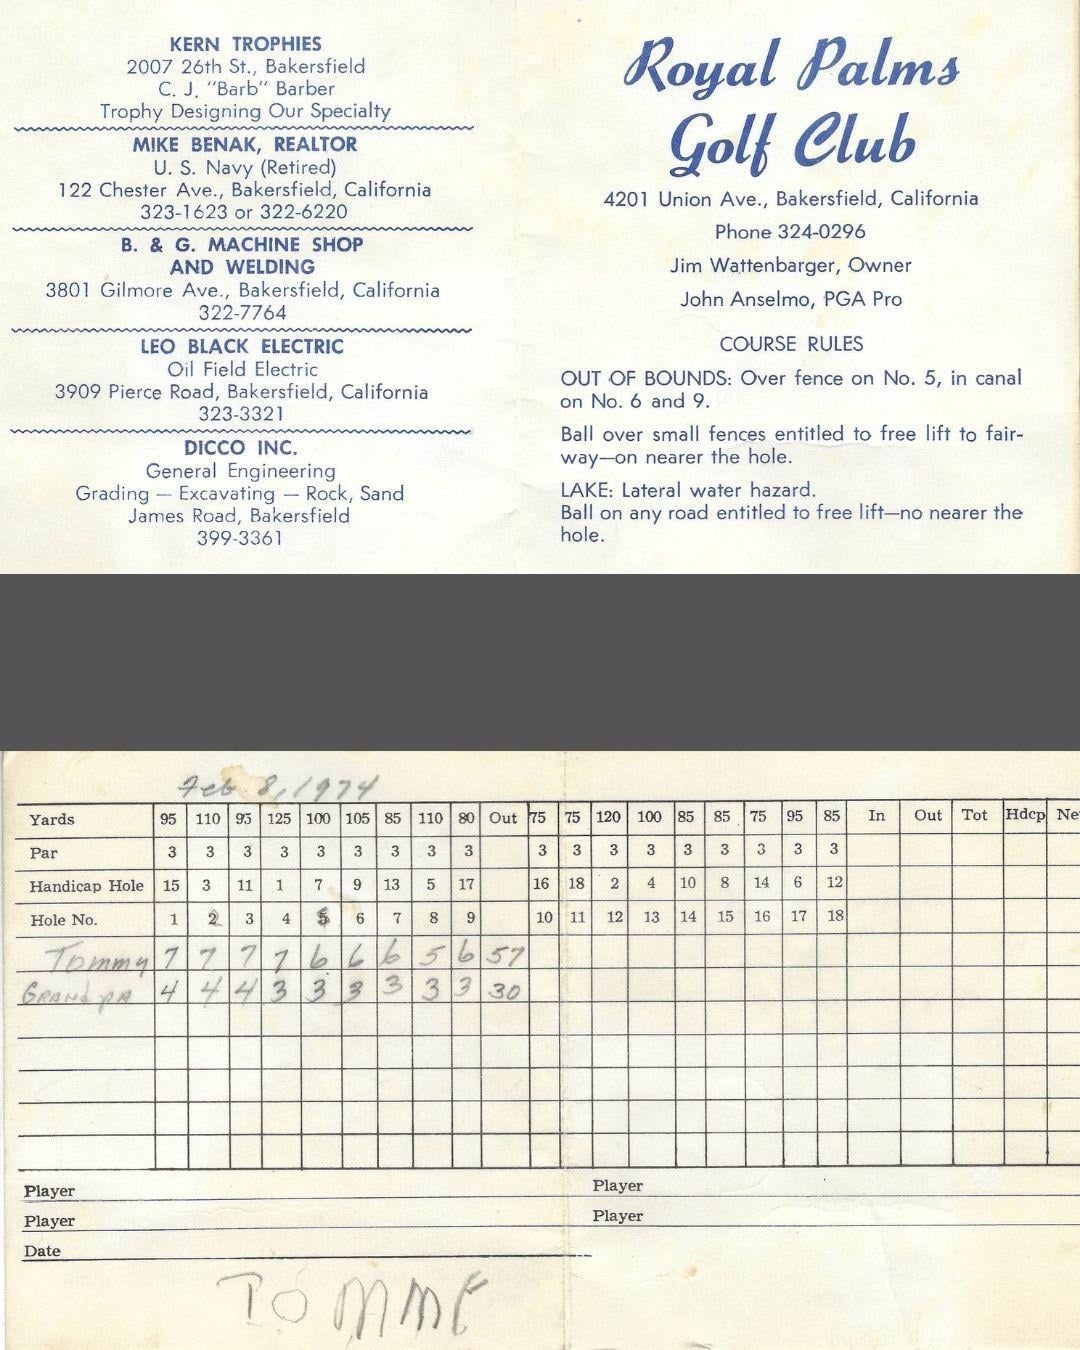 KERN TROPHIES
2007 26th St., Bakersfield
C. J. "Barb" Barber
Trophy Designing Our Specialty
MIKE BENAK, REALTOR
U. S. Navy (Retired)
122 Chester Ave., Bakersfield, California
323-1623 or 322-6220
B. & G. MACHINE SHOP
AND WELDING
3801 Gilmore Ave., Bakersfield, California
322-7764
LEO BLACK ELECTRIC
Oil Field Electric
3909 Pierce Road, Bakersfield, California
323-3321
DICCO INC.
General Engineering
Grading — Excavating — Rock, Sand
James Road, Bakersfield
399-3361
Royal Palms
Golf Club
4201 Union Ave., Bakersfield, California
Phone 324-0296
Jim Wattenbarger, Owner
John Anselmo, PGA Pro
COURSE RULES
OUT OF BOUNDS: Over fence on No. 5, in canal
on No. 6 and 9.
Ball over small fences entitled to free lift to fair-
way—on nearer the hole.
LAKE: Lateral water hazard.
Ball on any road entitled to free lift—no nearer the
hole.
Feb 8, 1974
Yards 95 110 95 125 100 105 85 110 80 Out 75 75 120 100 85 85 75 95 85 In Out Tot Hdcp Ne
Par 3 3 3 3 3 3 3 3 3 3 3 3 3 3 3 3 3 3
Handicap Hole 15 3 11 1 7 9 13 5 17 16 18 2 4 10 8 14 6 12
Hole No. 1 2 3 4 5 6 7 8 9 10 11 12 13 14 15 16 17 18
Tommy 7 7 7 7 6 6 6 5 6 57
GRANdpA 4 4 4 3 3 3 3 3 3 30
Player Player
Player Player
Date
TOMMF